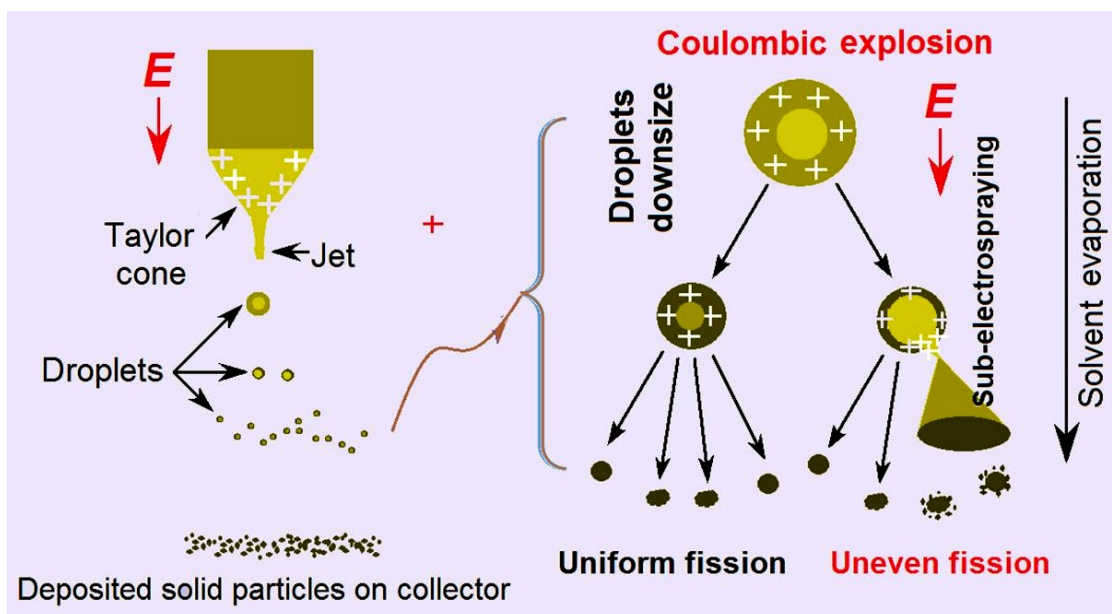 E
Taylor
cone
Jet
Droplets
Deposited solid particles on collector
+
Coulombic explosion
Droplets
downsize
E
Sub-electrospraying
Solvent evaporation
Uniform fission
Uneven fission